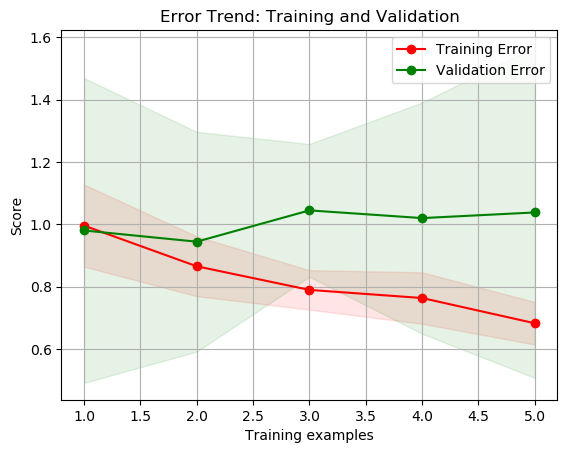 Error Trend: Training and Validation
1.6
1.4
1.2
1.0
0.8
0.6
Score
Training Error
Validation Error
1.0 1.5 2.0 2.5 3.0 3.5 4.0 4.5 5.0
Training examples